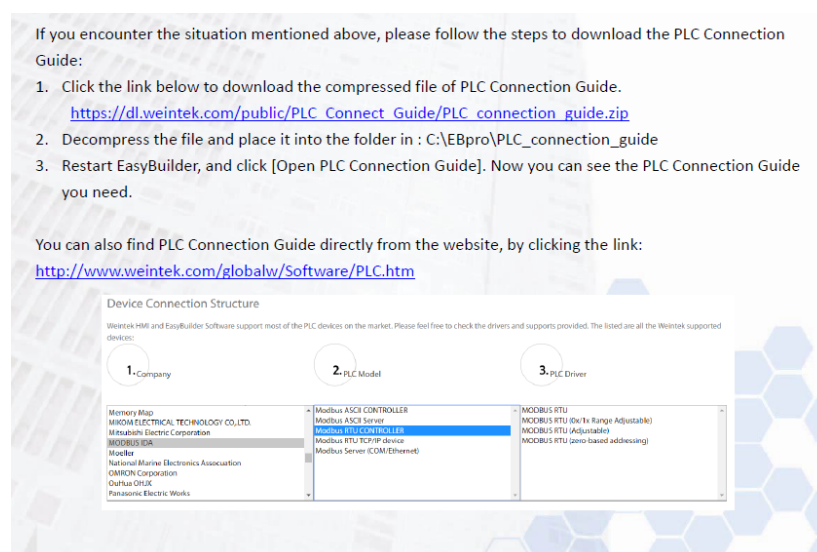 If you encounter the situation mentioned above, please follow the steps to download the PLC Connection
Guide:
1. Click the link below to download the compressed file of PLC Connection Guide.
https://dl.weintek.com/public/PLC_Connect_Guide/PLC_connection_guide.zip
2. Decompress the file and place it into the folder in : C:\EBpro\PLC_connection_guide
3. Restart EasyBuilder, and click [Open PLC Connection Guide]. Now you can see the PLC Connection Guide
you need.
You can also find PLC Connection Guide directly from the website, by clicking the link:
http://www.weintek.com/globalw/Software/PLC.htm
Device Connection Structure
Weintek HMI and EasyBuilder Software support most of the PLC devices on the market. Please feel free to check the drivers and supports provided. The listed are all the Weintek supported
devices:
1. Company
2. PLC Model
3. PLC Driver
Memory Map
MIKOM ELECTRICAL TECHNOLOGY CO., LTD.
Mitsubishi Electric Corporation
MODBUS IDA
Moeller
National Marine Electronics Assocuation
OMRON Corporation
OuHua OHJX
Panasonic Electric Works
Modbus ASCII CONTROLLER
Modbus ASCII Server
Modbus RTU CONTROLLER
Modbus RTU TCP/IP device
Modbus Server (COM/Ethernet)
MODBUS RTU
MODBUS RTU (0x/1x Range Adjustable)
MODBUS RTU (Adjustable)
MODBUS RTU (zero-based addressing)